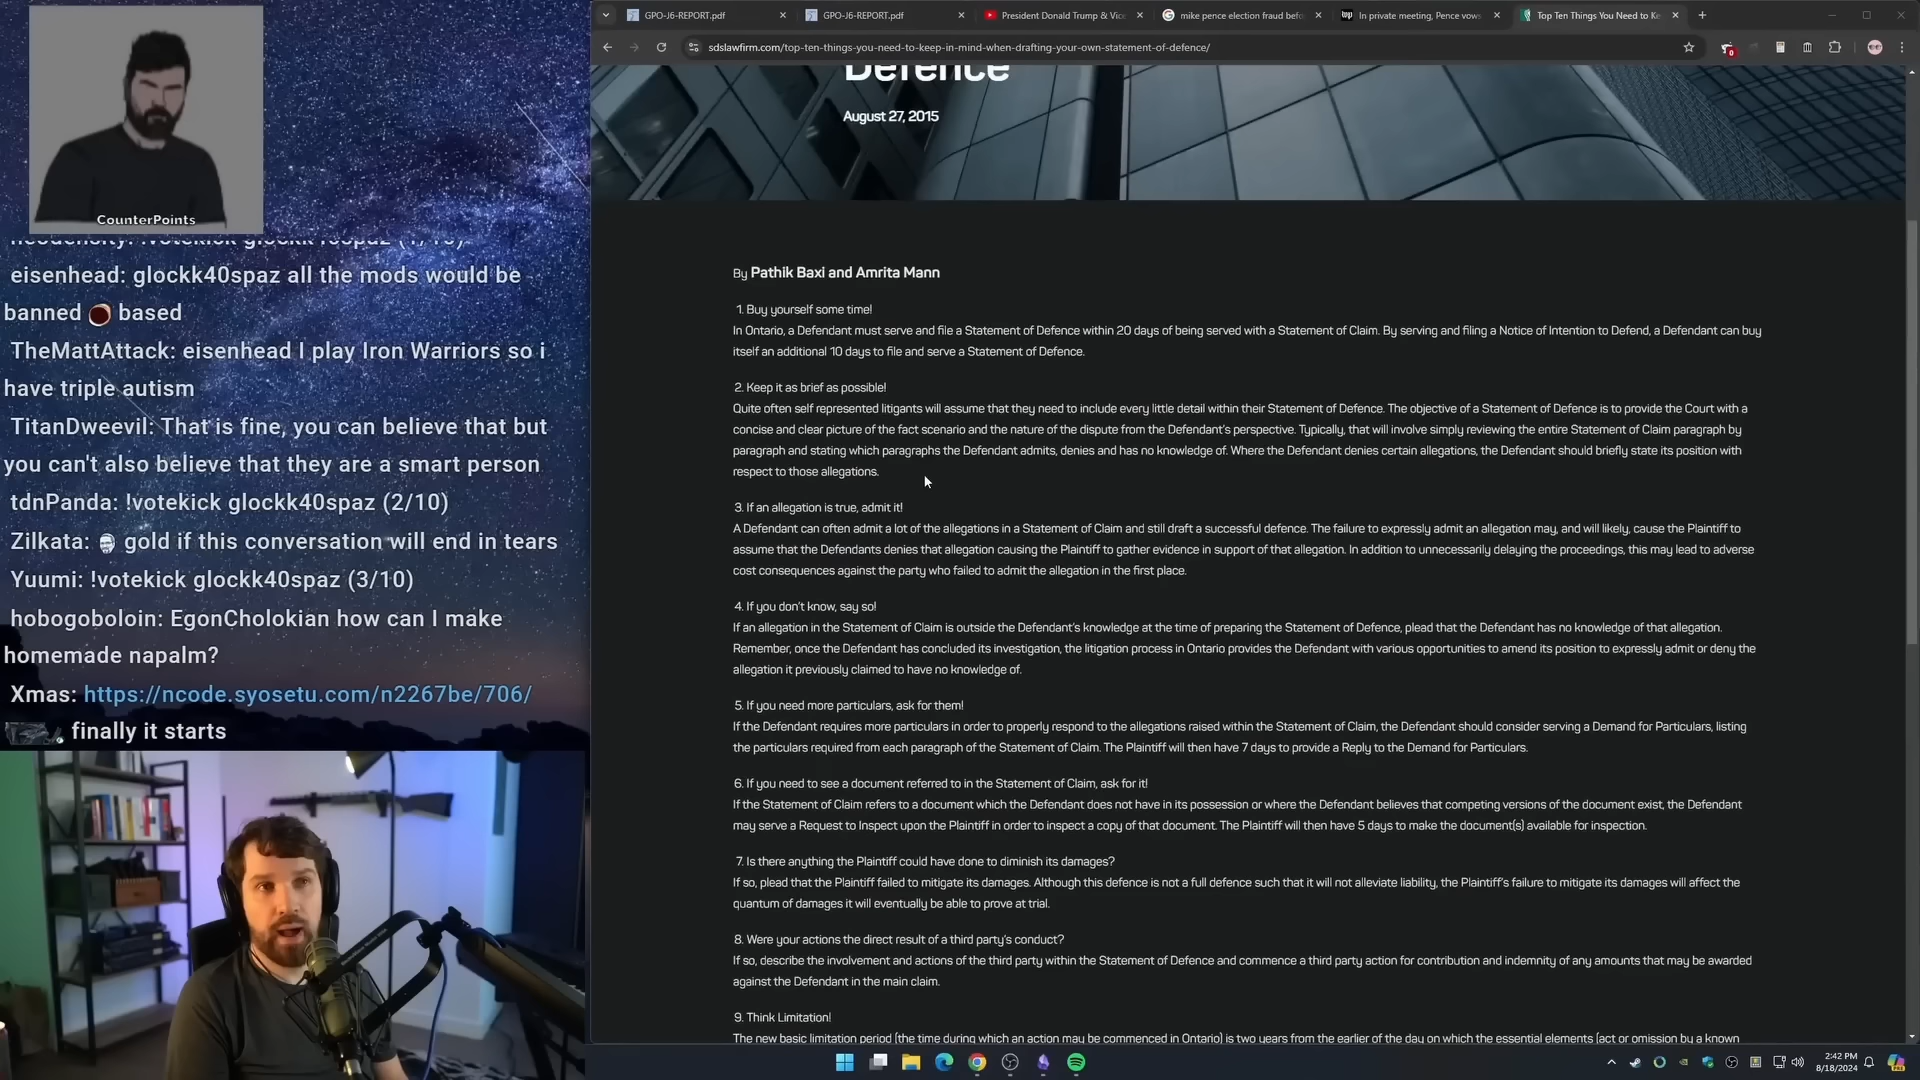 GPO-J6-REPORT.pdf
GPO-J6-REPORT.pdf
President Donald Trump & Vice
mike pence election fraud befo
In private meeting, Pence vows
Top Ten Things You Need to Ke
sdslawfirm.com/top-ten-things-you-need-to-keep-in-mind-when-drafting-your-own-statement-of-defence/
CounterPoints
eisenhead: glockk40spaz all the mods would be
banned based
TheMattAttack: eisenhead I play Iron Warriors so i
have triple autism
TitanDweevil: That is fine, you can believe that but
you can't also believe that they are a smart person
tdnPanda: !votekick glockk40spaz (2/10)
Zilkata: gold if this conversation will end in tears
Yuumi: !votekick glockk40spaz (3/10)
hobogoboloin: EgonCholokian how can I make
homemade napalm?
Xmas: https://ncode.syosetu.com/n2267be/706/
finally it starts
Defence
August 27, 2015
By Pathik Baxi and Amrita Mann
1. Buy yourself some time!
In Ontario, a Defendant must serve and file a Statement of Defence within 20 days of being served with a Statement of Claim. By serving and filing a Notice of Intention to Defend, a Defendant can buy
itself an additional 10 days to file and serve a Statement of Defence.
2. Keep it as brief as possible!
Quite often self represented litigants will assume that they need to include every little detail within their Statement of Defence. The objective of a Statement of Defence is to provide the Court with a
concise and clear picture of the fact scenario and the nature of the dispute from the Defendant's perspective. Typically, that will involve simply reviewing the entire Statement of Claim paragraph by
paragraph and stating which paragraphs the Defendant admits, denies and has no knowledge of. Where the Defendant denies certain allegations, the Defendant should briefly state its position with
respect to those allegations.
3. If an allegation is true, admit it!
A Defendant can often admit a lot of the allegations in a Statement of Claim and still draft a successful defence. The failure to expressly admit an allegation may, and will likely, cause the Plaintiff to
assume that the Defendants denies that allegation causing the Plaintiff to gather evidence in support of that allegation. In addition to unnecessarily delaying the proceedings, this may lead to adverse
cost consequences against the party who failed to admit the allegation in the first place.
4. If you don't know, say so!
If an allegation in the Statement of Claim is outside the Defendant's knowledge at the time of preparing the Statement of Defence, plead that the Defendant has no knowledge of that allegation.
Remember, once the Defendant has concluded its investigation, the litigation process in Ontario provides the Defendant with various opportunities to amend its position to expressly admit or deny the
allegation it previously claimed to have no knowledge of.
5. If you need more particulars, ask for them!
If the Defendant requires more particulars in order to properly respond to the allegations raised within the Statement of Claim, the Defendant should consider serving a Demand for Particulars, listing
the particulars required from each paragraph of the Statement of Claim. The Plaintiff will then have 7 days to provide a Reply to the Demand for Particulars.
6. If you need to see a document referred to in the Statement of Claim, ask for it!
If the Statement of Claim refers to a document which the Defendant does not have in its possession or where the Defendant believes that competing versions of the document exist, the Defendant
may serve a Request to Inspect upon the Plaintiff in order to inspect a copy of that document. The Plaintiff will then have 5 days to make the document(s) available for inspection.
7. Is there anything the Plaintiff could have done to diminish its damages?
If so, plead that the Plaintiff failed to mitigate its damages. Although this defence is not a full defence such that it will not alleviate liability, the Plaintiff's failure to mitigate its damages will affect the
quantum of damages it will eventually be able to prove at trial.
8. Were your actions the direct result of a third party's conduct?
If so, describe the involvement and actions of the third party within the Statement of Defence and commence a third party action for contribution and indemnity of any amounts that may be awarded
against the Defendant in the main claim.
9. Think Limitation!
The new basic limitation period (the time during which an action may be commenced in Ontario) is two years from the earlier of the day on which the essential elements (act or omission by a known
2:42 PM
8/18/2024